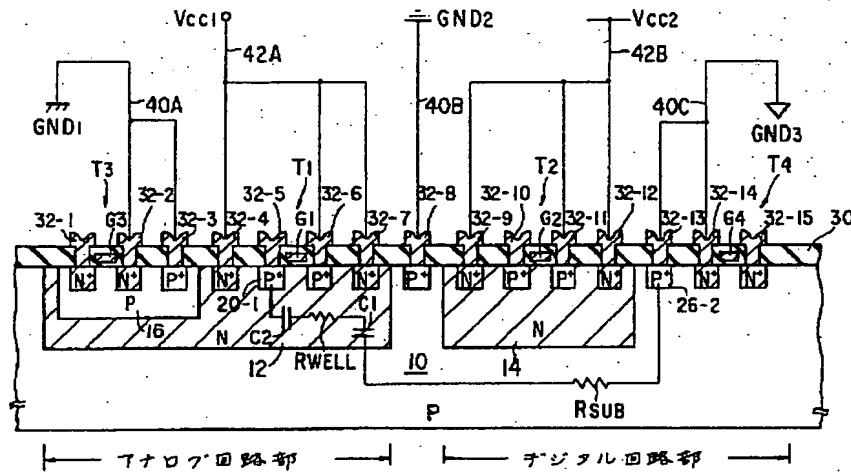 Vcc1 GND2 Vcc2
42A 42B
40A 40B 40C
GND1 GND3
T3 T1 T2 T4
32-1 G3 32-2 32-3 32-4 32-5 G1 32-6 32-7 32-8 32-9 32-10 G2 32-11 32-12 32-13 32-14 G4 32-15 30
N+ N+ P+ N+ P+ P+ N+ P+ N+ P+ P+ N+ P+ N+ N+
P 16 20-1 C1 N 26-2
N C2 12 RWELL 10 14
RSUB
P
アナログ回路部 デジタル回路部